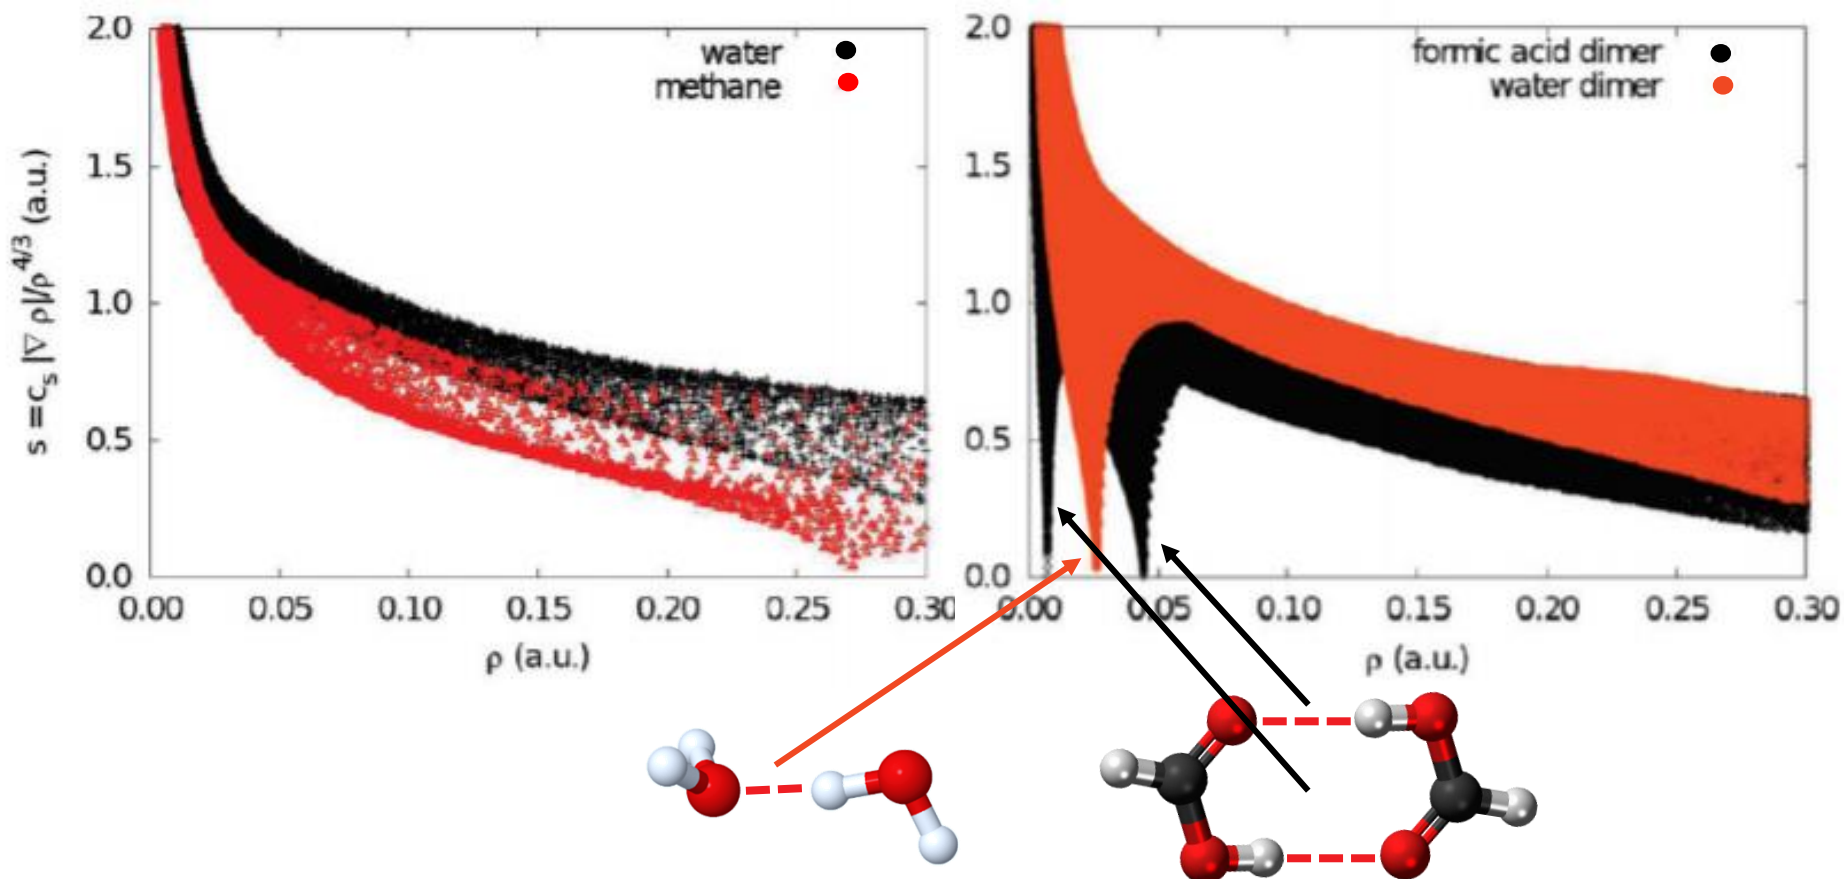 s = cₛ |∇ ρ|/ρ^4/3 (a.u.)
2.0
1.5
1.0
0.5
0.0
water
methane
0.00 0.05 0.10 0.15 0.20 0.25 0.30
ρ (a.u.)
2.0
1.5
1.0
0.5
0.0
formic acid dimer
water dimer
0.00 0.05 0.10 0.15 0.20 0.25 0.30
ρ (a.u.)